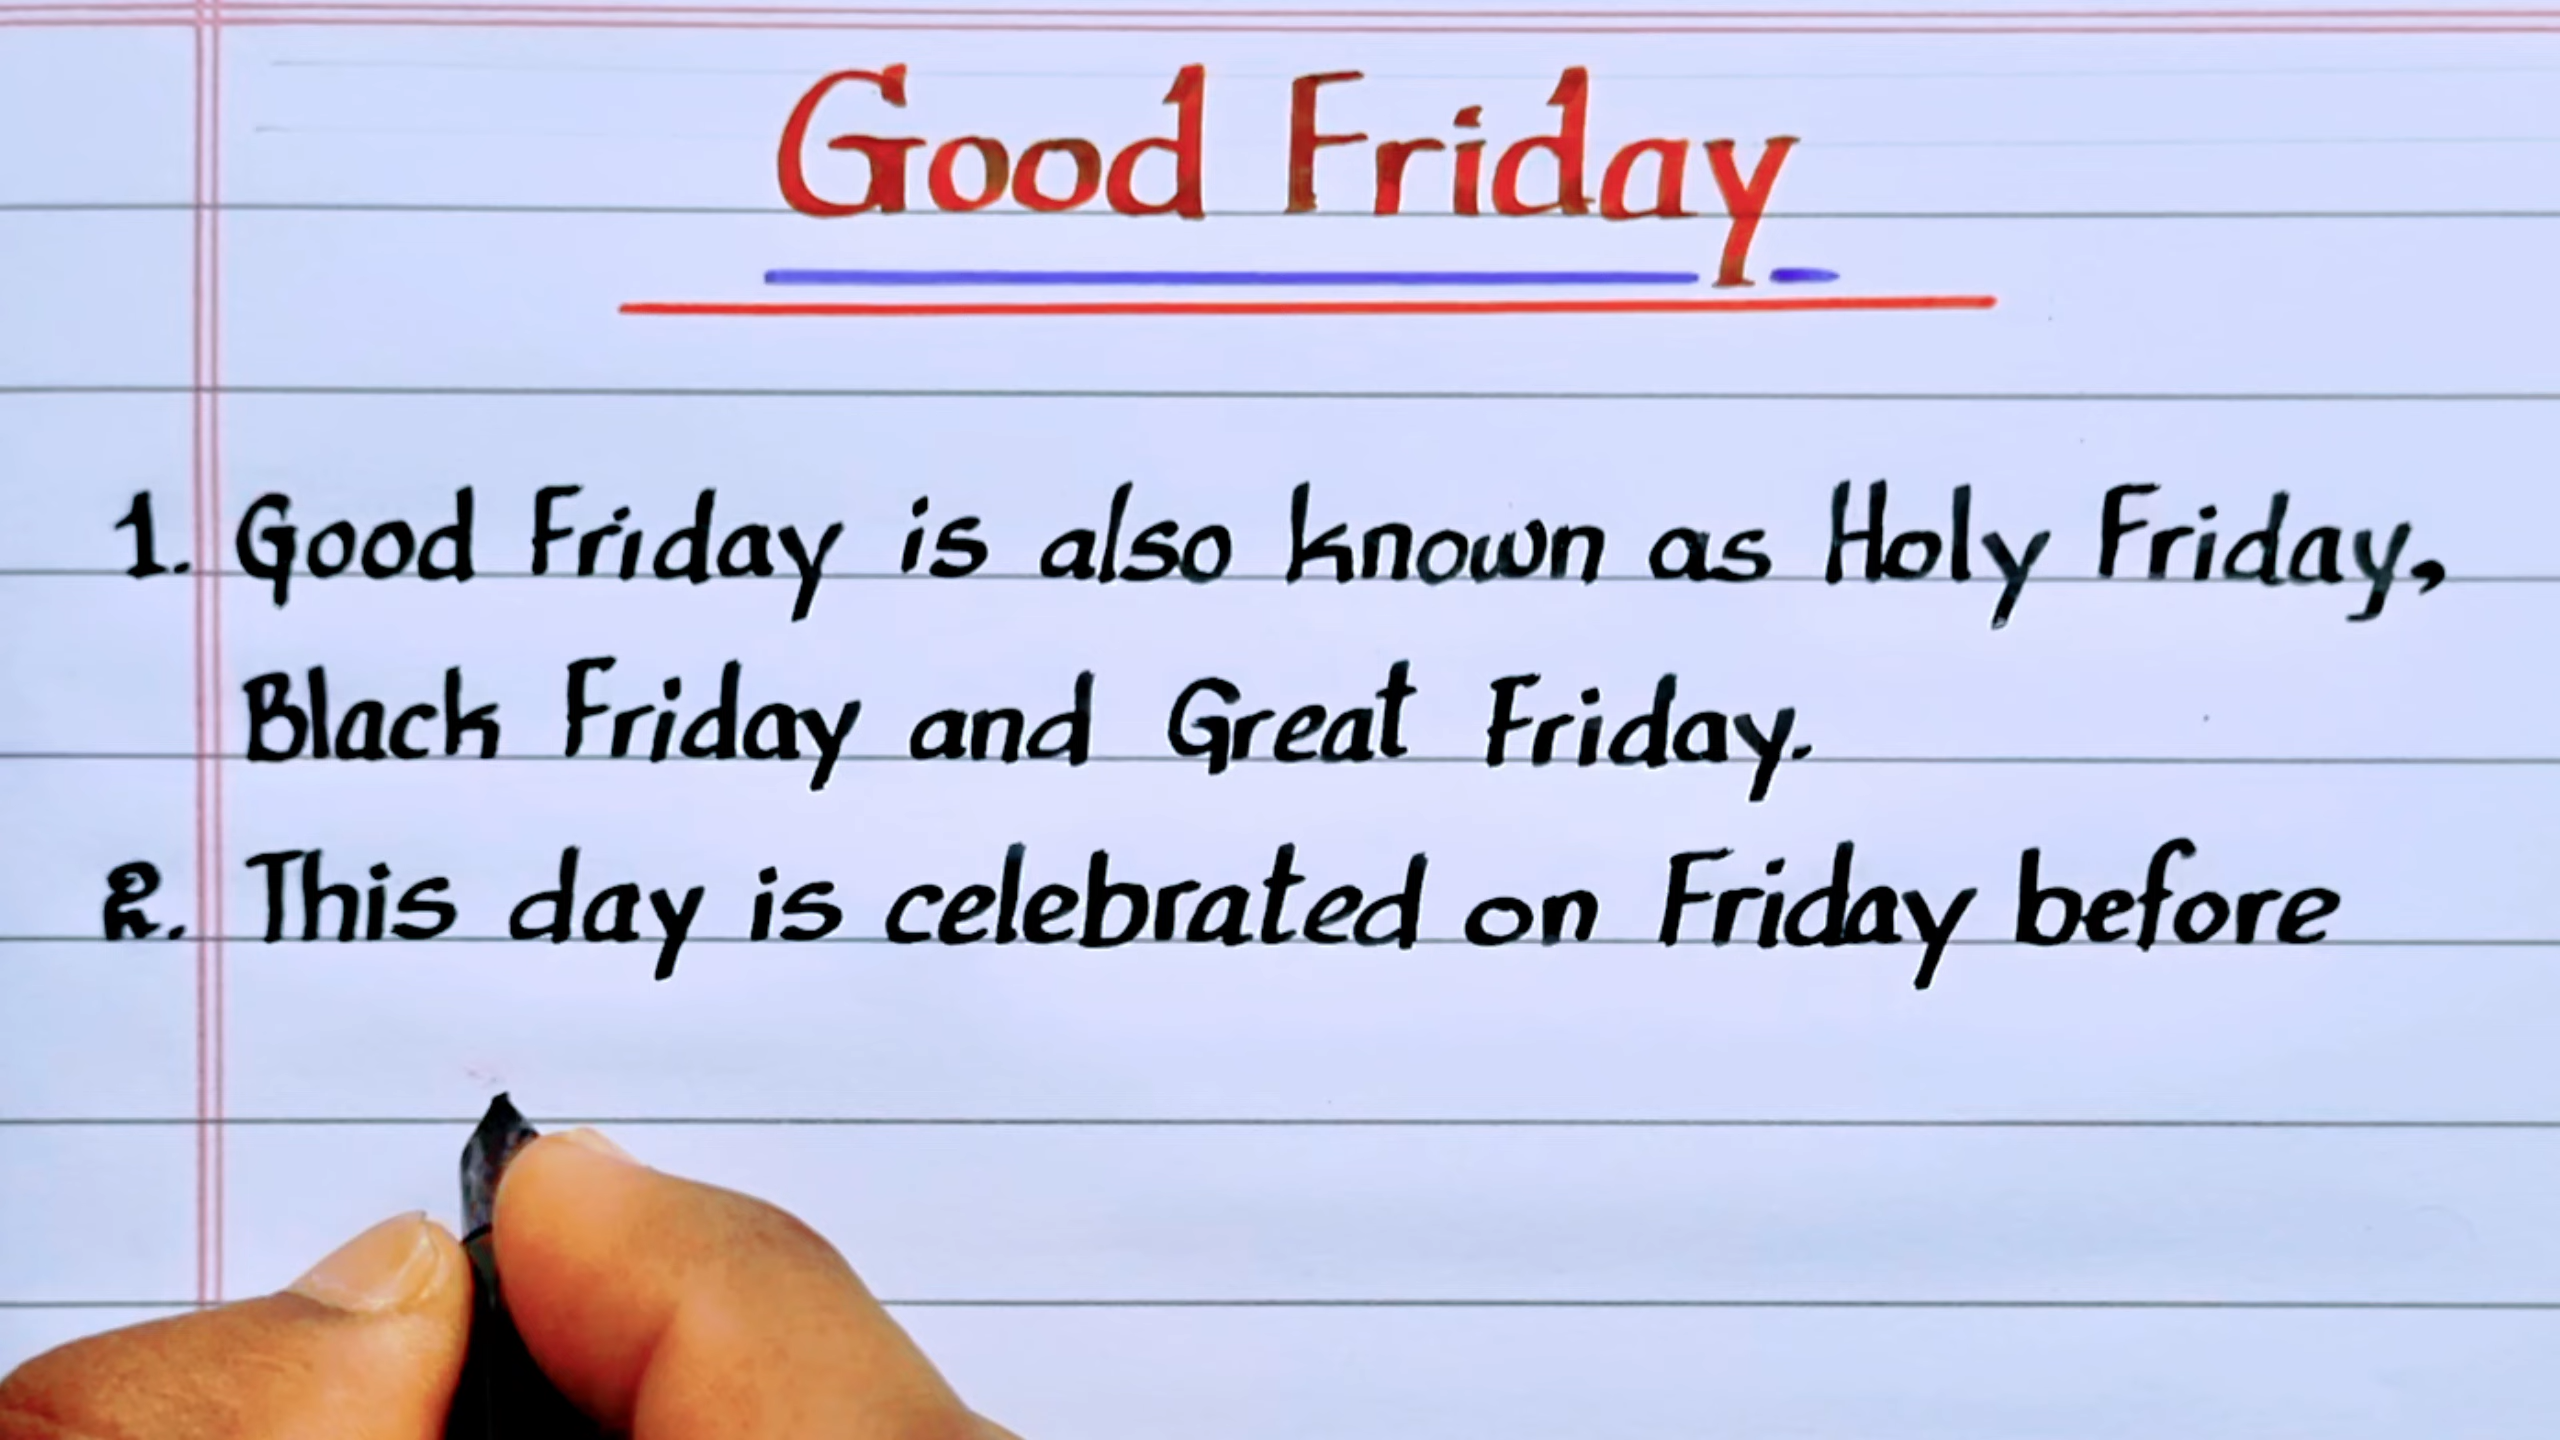 Good Friday
1. Good Friday is also known as Holy Friday,
Black Friday and Great Friday.
2. This day is celebrated on Friday before